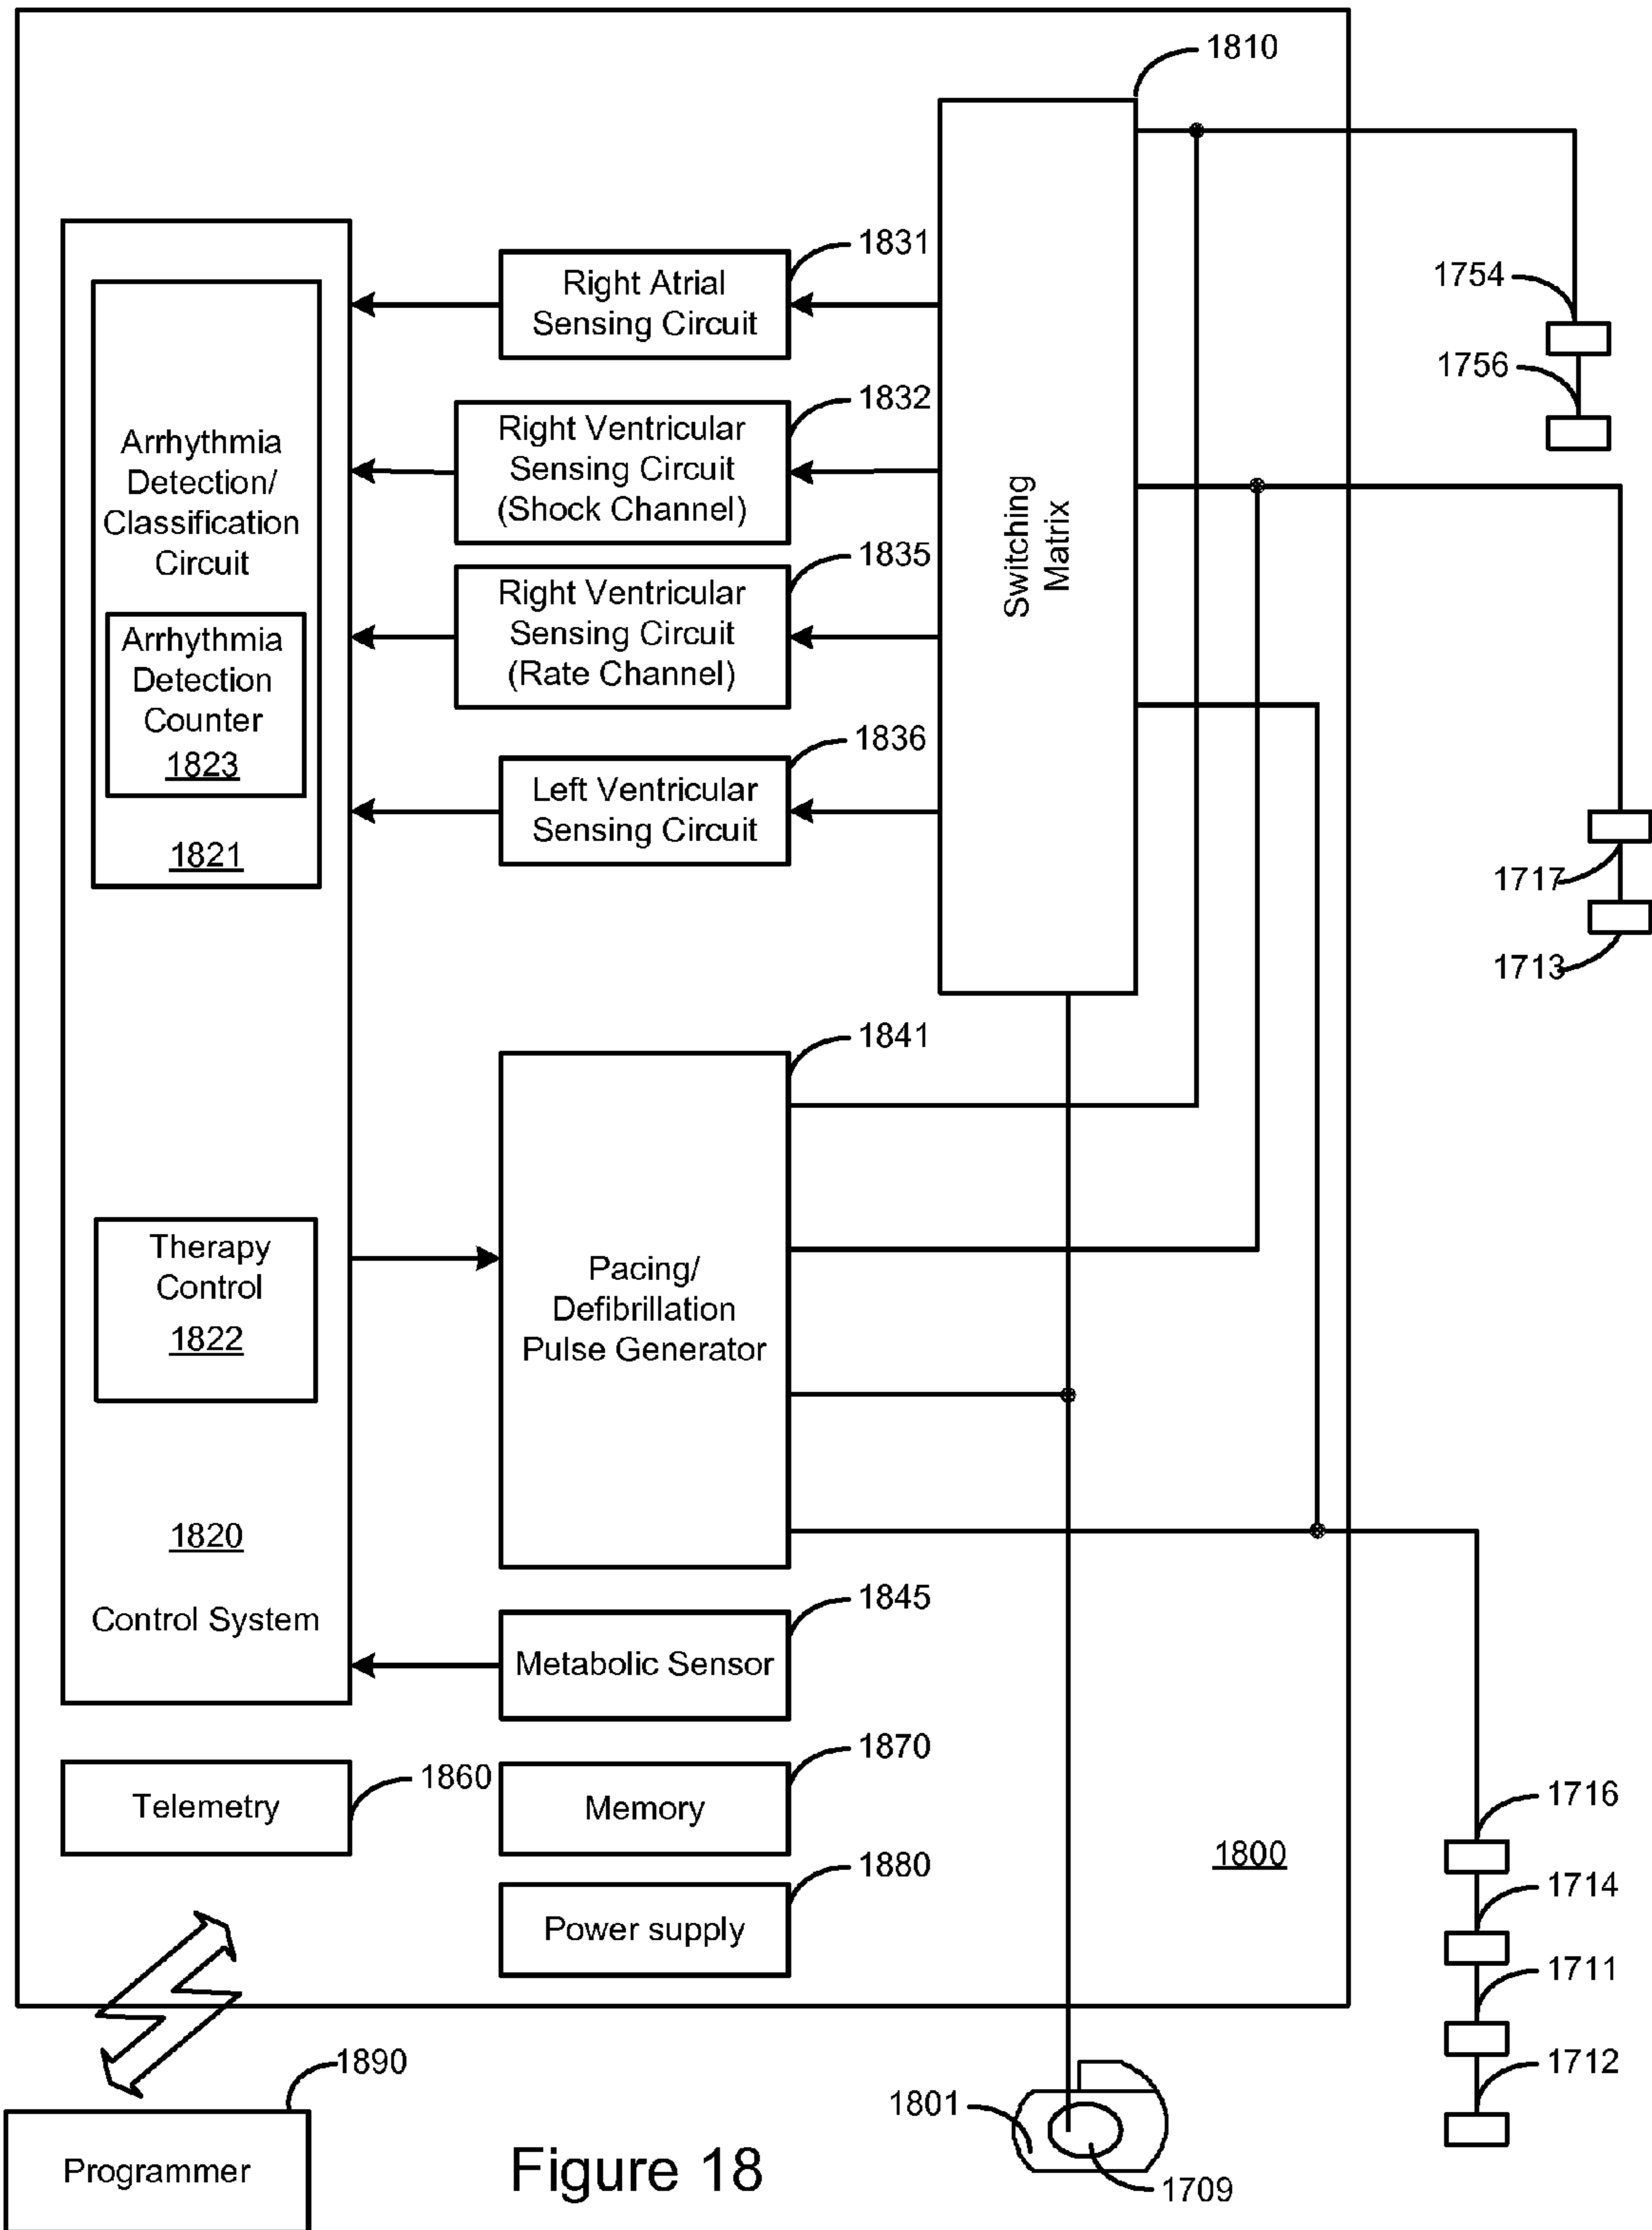 1810
1831
Right Atrial
Sensing Circuit
1754
1756
1832
Right Ventricular
Sensing Circuit
(Shock Channel)
Arrhythmia
Detection/
Classification
Circuit
Switching
Matrix
1835
Right Ventricular
Sensing Circuit
(Rate Channel)
Arrhythmia
Detection
Counter
1823
1836
Left Ventricular
Sensing Circuit
1821
1717
1713
1841
Therapy
Control
1822
Pacing/
Defibrillation
Pulse Generator
1820
Control System
1845
Metabolic Sensor
1870
Memory
1860
Telemetry
1716
1800
1880
Power supply
1714
1711
1712
1890
Programmer
1801
1709
Figure 18